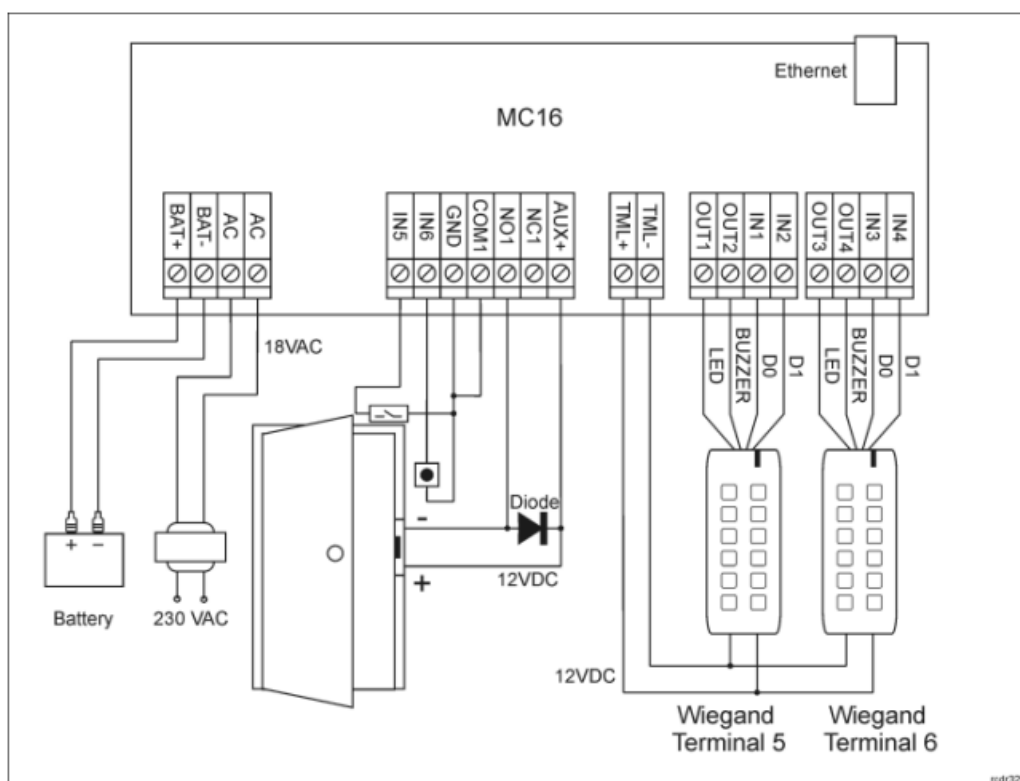 Ethernet
MC16
BAT+
BAT-
AC
AC
IN5
IN6
GND
COM1
NO1
NC1
AUX+
TML+
TML-
OUT1
OUT2
IN1
IN2
OUT3
OUT4
IN3
IN4
18VAC
LED
BUZZER
D0
D1
LED
BUZZER
D0
D1
Diode
-
+
12VDC
+ -
Battery
230 VAC
12VDC
Wiegand
Terminal 5
Wiegand
Terminal 6